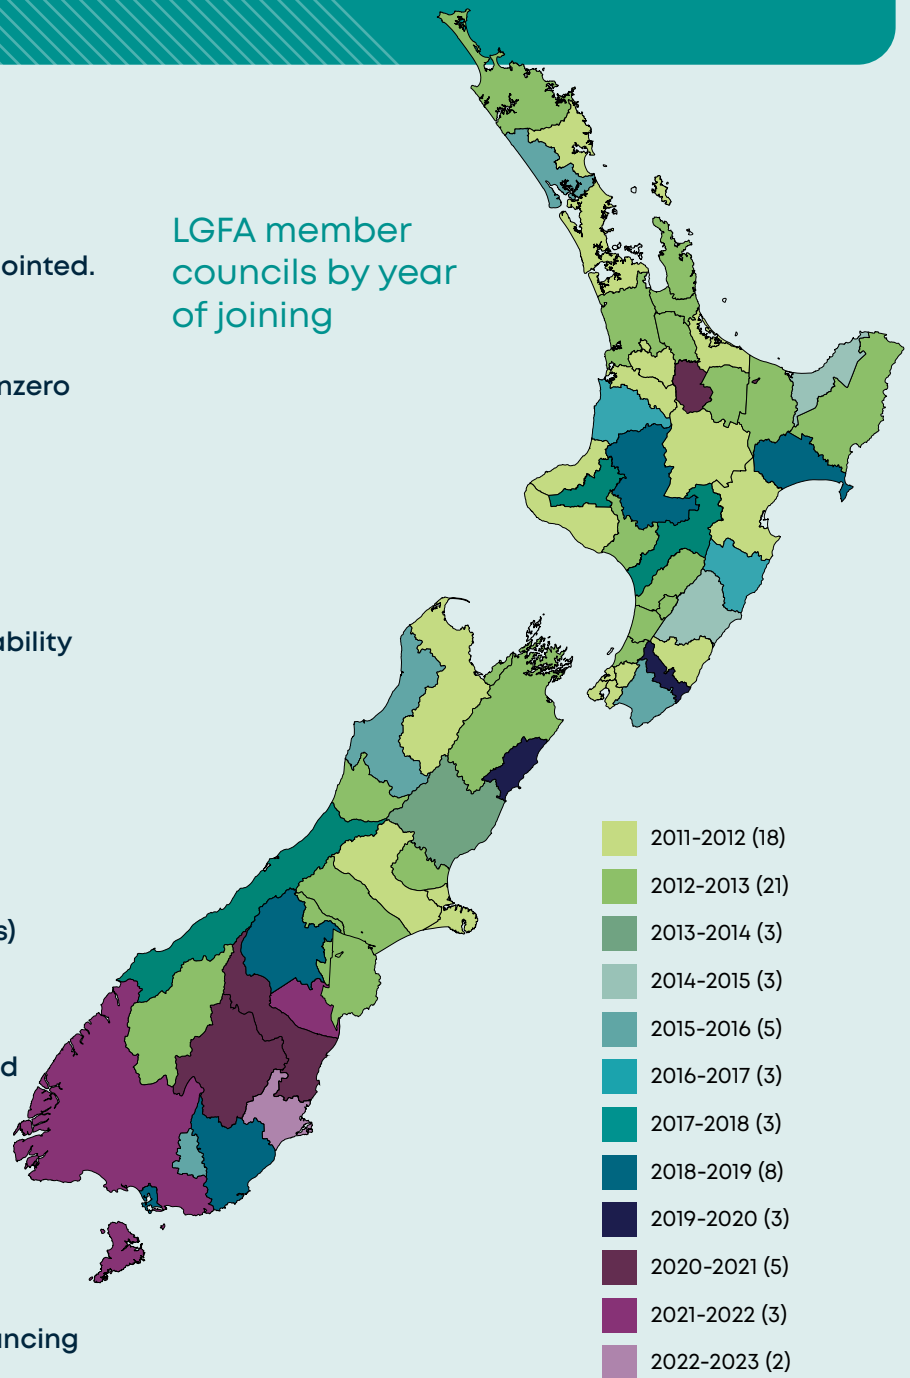 LGFA member
councils by year
of joining
ointed.
nzero
ability
s)
d
ancing
2011-2012 (18)
2012-2013 (21)
2013-2014 (3)
2014-2015 (3)
2015-2016 (5)
2016-2017 (3)
2017-2018 (3)
2018-2019 (8)
2019-2020 (3)
2020-2021 (5)
2021-2022 (3)
2022-2023 (2)